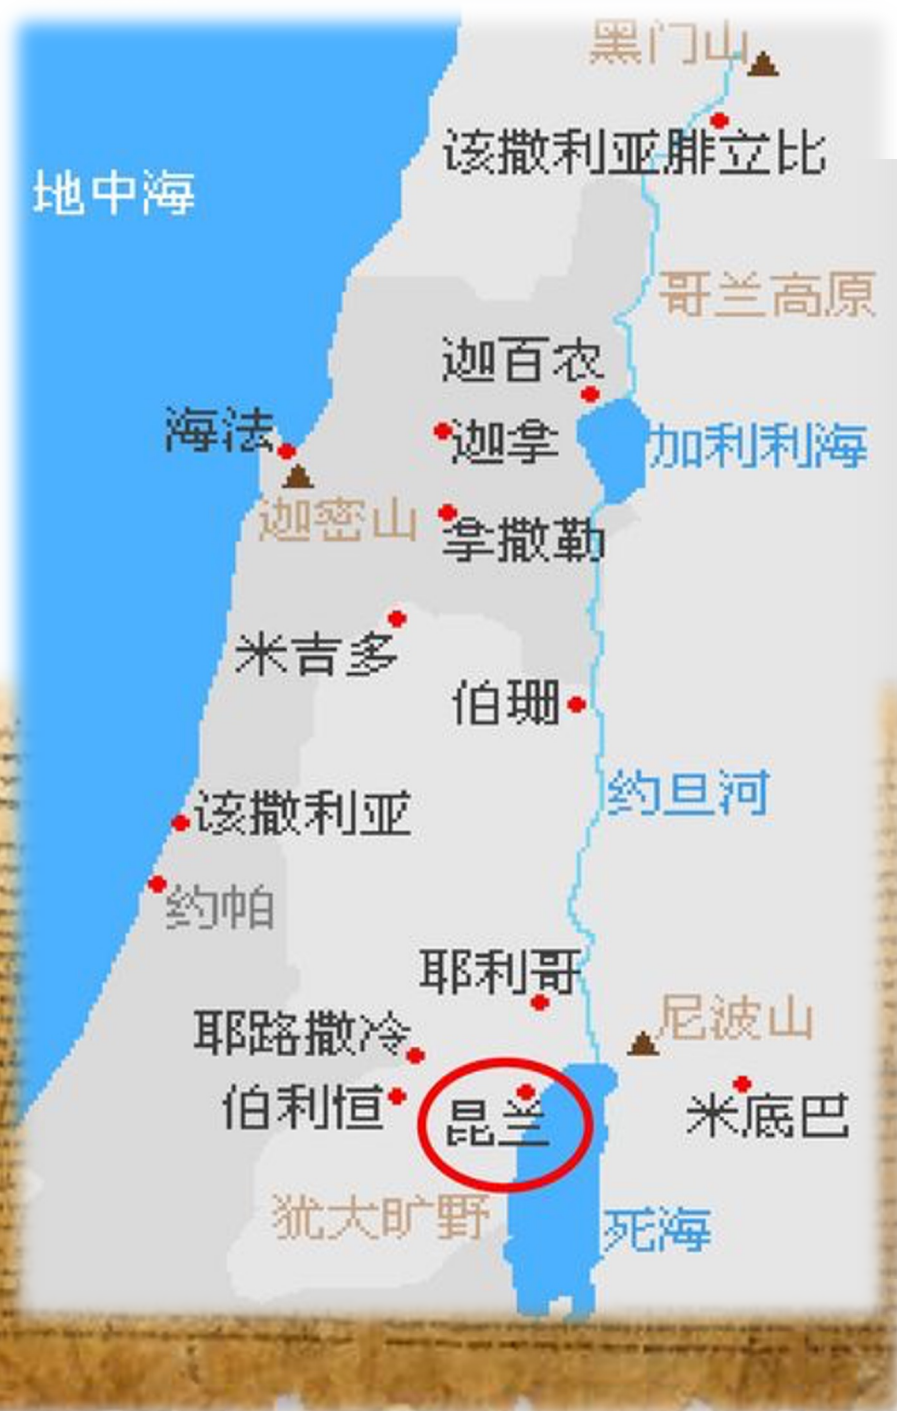 黑门山
该撒利亚腓立比
地中海
哥兰高原
迦百农
海法
迦拿
加利利海
迦密山
拿撒勒
米吉多
伯珊
约旦河
该撒利亚
约帕
耶利哥
耶路撒冷
尼波山
伯利恒
昆兰
米底巴
犹大旷野
死海